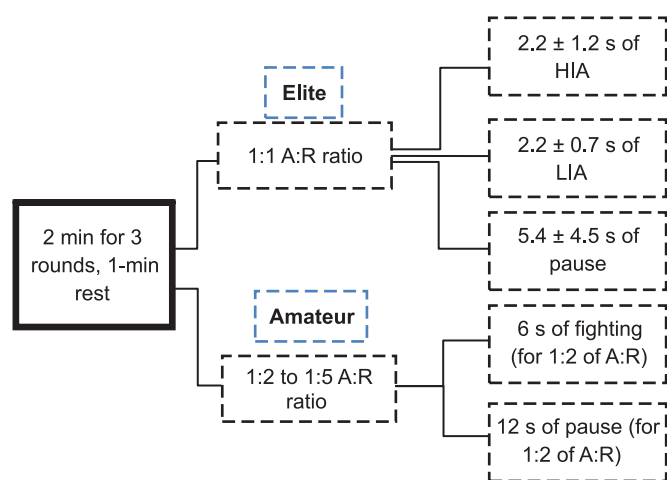 2 min for 3
rounds, 1-min
rest
Elite
1:1 A:R ratio
2.2 ± 1.2 s of
HIA
2.2 ± 0.7 s of
LIA
5.4 ± 4.5 s of
pause
Amateur
1:2 to 1:5 A:R
ratio
6 s of fighting
(for 1:2 of A:R)
12 s of pause (for
1:2 of A:R)